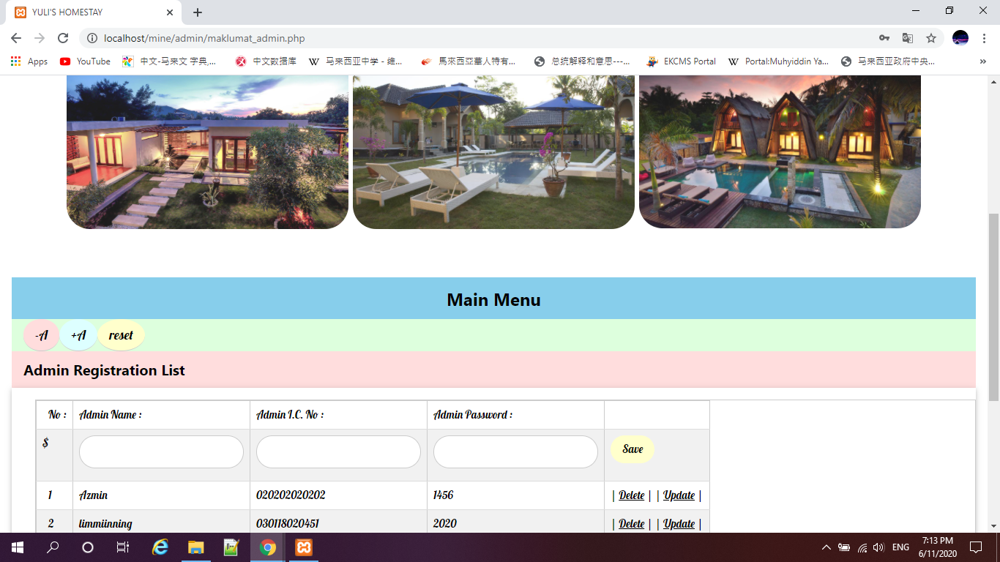 YULI'S HOMESTAY
localhost/mine/admin/maklumat_admin.php
Apps YouTube 中文-马来文 字典,... 中文数据库 马来西亚中学 - 维... 馬來西亞華人特有... 总统解释和意思---... EKCMS Portal Portal:Muhyiddin Ya... 马来西亚政府中央... »
Main Menu
-A +A reset
Admin Registration List
No : Admin Name : Admin I.C. No : Admin Password :
$ Save
1 Azmin 020202020202 1456 | Delete | | Update |
2 limmiinning 030118020451 2020 | Delete | | Update |
ENG 7:13 PM
6/11/2020